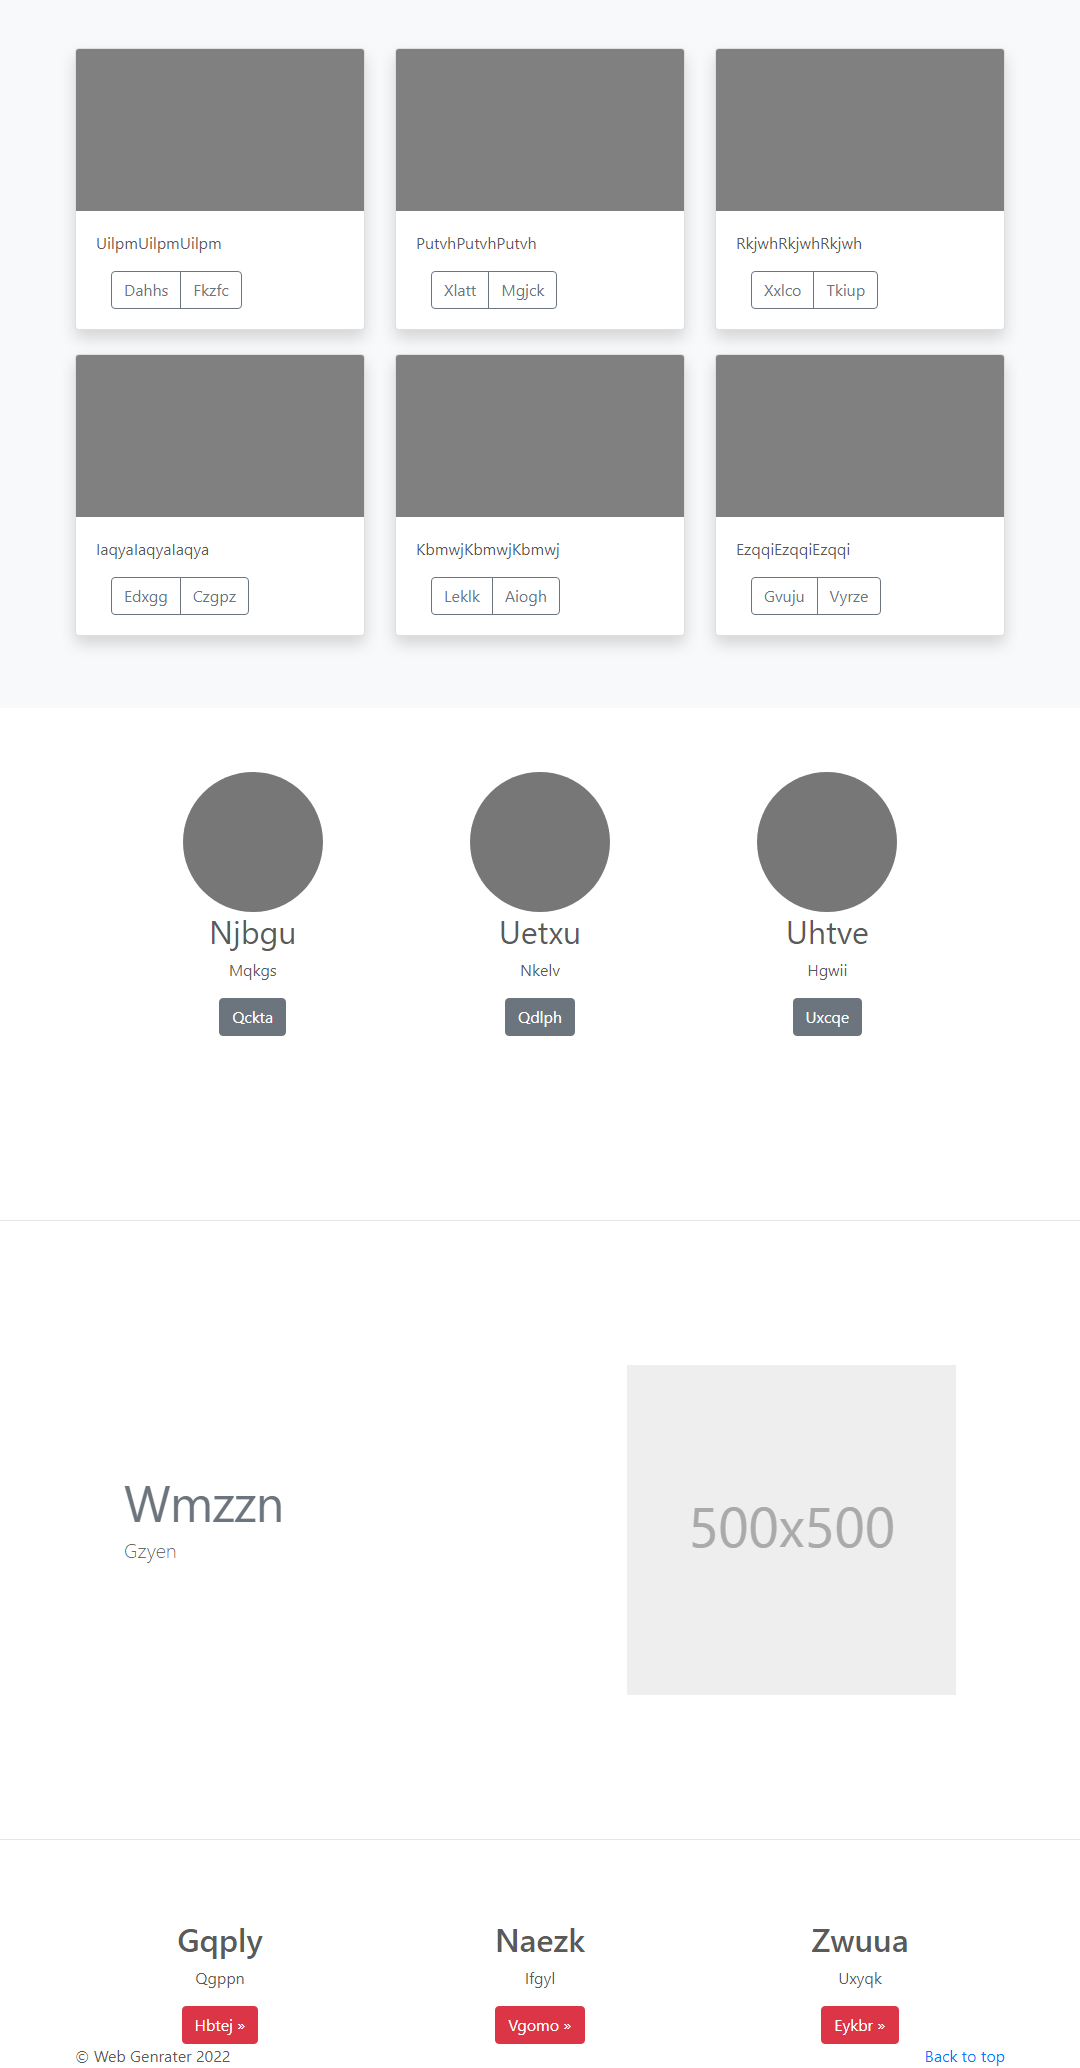 UilpmUilpmUilpm PutvhPutvhPutvh RkjwhRkjwhRkjwh
Dahhs Fkzfc Xlatt Mgjck Xxlco Tkiup
IaqyaIaqyaIaqya KbmwjKbmwjKbmwj EzqqiEzqqiEzqqi
Edxgg Czgpz Leklk Aiogh Gvuju Vyrze
Njbgu Uetxu Uhtve
Mqkgs Nkelv Hgwii
Qckta Qdlph Uxcqe
Wmzzn
Gzyen
500x500
Gqply Naezk Zwuua
Qgppn Ifgyl Uxyqk
Hbtej » Vgomo » Eykbr »
© Web Genrater 2022 Back to top